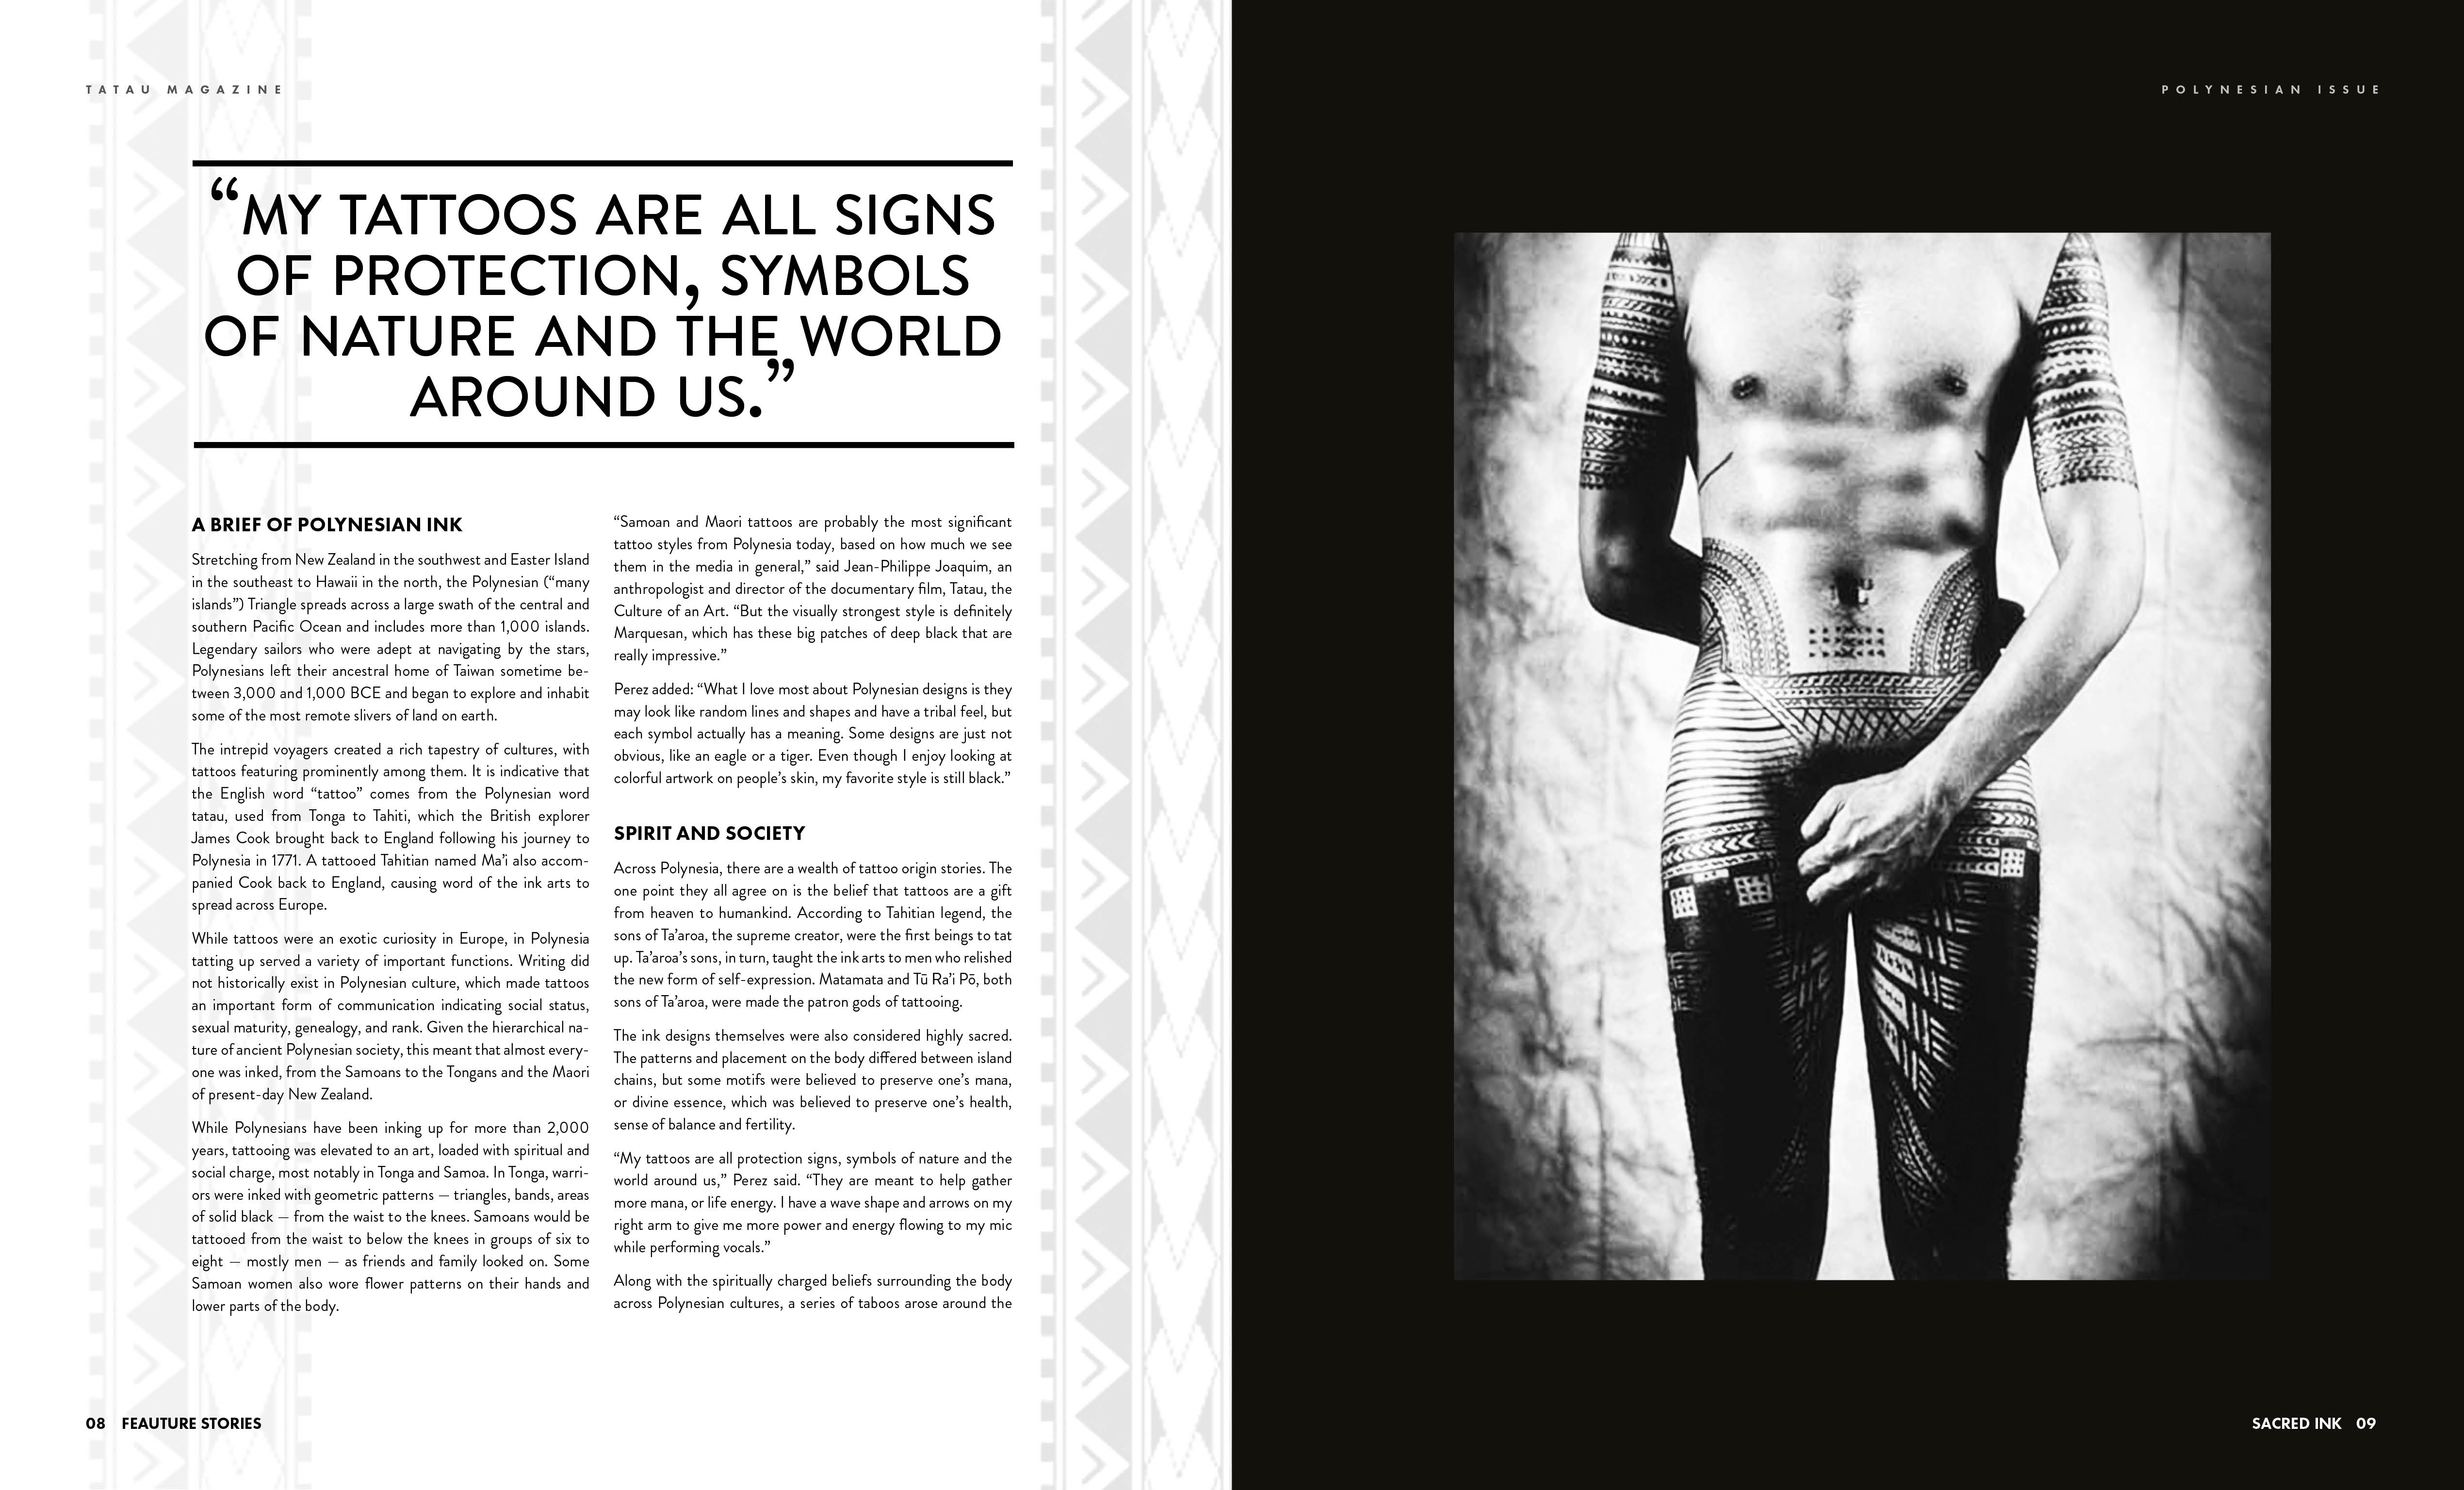 TATAU MAGAZINE
POLYNESIAN ISSUE
“MY TATTOOS ARE ALL SIGNS
OF PROTECTION, SYMBOLS
OF NATURE AND THE WORLD
AROUND US.”
A BRIEF OF POLYNESIAN INK
Stretching from New Zealand in the southwest and Easter Island
in the southeast to Hawaii in the north, the Polynesian (“many
islands”) Triangle spreads across a large swath of the central and
southern Pacific Ocean and includes more than 1,000 islands.
Legendary sailors who were adept at navigating by the stars,
Polynesians left their ancestral home of Taiwan sometime be-
tween 3,000 and 1,000 BCE and began to explore and inhabit
some of the most remote slivers of land on earth.
The intrepid voyagers created a rich tapestry of cultures, with
tattoos featuring prominently among them. It is indicative that
the English word “tattoo” comes from the Polynesian word
tatau, used from Tonga to Tahiti, which the British explorer
James Cook brought back to England following his journey to
Polynesia in 1771. A tattooed Tahitian named Ma’i also accom-
panied Cook back to England, causing word of the ink arts to
spread across Europe.
While tattoos were an exotic curiosity in Europe, in Polynesia
tatting up served a variety of important functions. Writing did
not historically exist in Polynesian culture, which made tattoos
an important form of communication indicating social status,
sexual maturity, genealogy, and rank. Given the hierarchical na-
ture of ancient Polynesian society, this meant that almost every-
one was inked, from the Samoans to the Tongans and the Maori
of present-day New Zealand.
While Polynesians have been inking up for more than 2,000
years, tattooing was elevated to an art, loaded with spiritual and
social charge, most notably in Tonga and Samoa. In Tonga, warri-
ors were inked with geometric patterns — triangles, bands, areas
of solid black — from the waist to the knees. Samoans would be
tattooed from the waist to below the knees in groups of six to
eight — mostly men — as friends and family looked on. Some
Samoan women also wore flower patterns on their hands and
lower parts of the body.
“Samoan and Maori tattoos are probably the most significant
tattoo styles from Polynesia today, based on how much we see
them in the media in general,” said Jean-Philippe Joaquim, an
anthropologist and director of the documentary film, Tatau, the
Culture of an Art. “But the visually strongest style is definitely
Marquesan, which has these big patches of deep black that are
really impressive.”
Perez added: “What I love most about Polynesian designs is they
may look like random lines and shapes and have a tribal feel, but
each symbol actually has a meaning. Some designs are just not
obvious, like an eagle or a tiger. Even though I enjoy looking at
colorful artwork on people’s skin, my favorite style is still black.”
SPIRIT AND SOCIETY
Across Polynesia, there are a wealth of tattoo origin stories. The
one point they all agree on is the belief that tattoos are a gift
from heaven to humankind. According to Tahitian legend, the
sons of Ta’aroa, the supreme creator, were the first beings to tat
up. Ta’aroa’s sons, in turn, taught the ink arts to men who relished
the new form of self-expression. Matamata and Tū Ra’i Pō, both
sons of Ta’aroa, were made the patron gods of tattooing.
The ink designs themselves were also considered highly sacred.
The patterns and placement on the body differed between island
chains, but some motifs were believed to preserve one’s mana,
or divine essence, which was believed to preserve one’s health,
sense of balance and fertility.
“My tattoos are all protection signs, symbols of nature and the
world around us,” Perez said. “They are meant to help gather
more mana, or life energy. I have a wave shape and arrows on my
right arm to give me more power and energy flowing to my mic
while performing vocals.”
Along with the spiritually charged beliefs surrounding the body
across Polynesian cultures, a series of taboos arose around the
08 FEAUTURE STORIES
SACRED INK 09